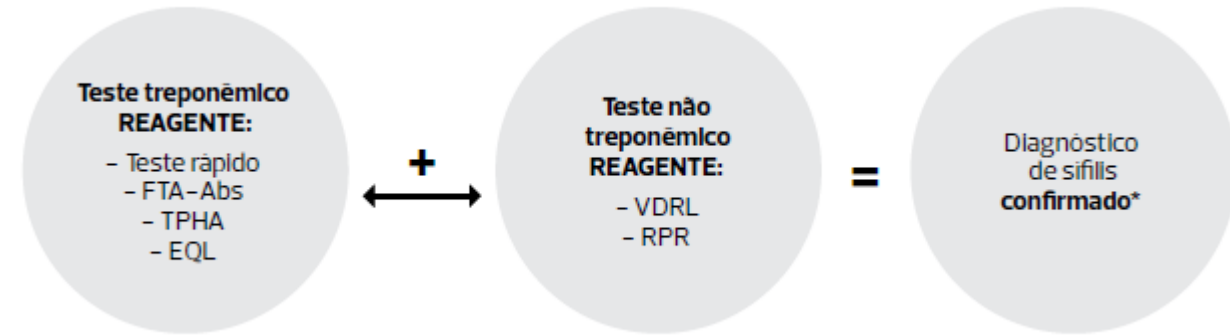 Teste treponêmico
REAGENTE:
– Teste rápido
– FTA-Abs
– TPHA
– EQL
+
Teste não
treponêmico
REAGENTE:
– VDRL
– RPR
=
Diagnóstico
de sífilis
confirmado*